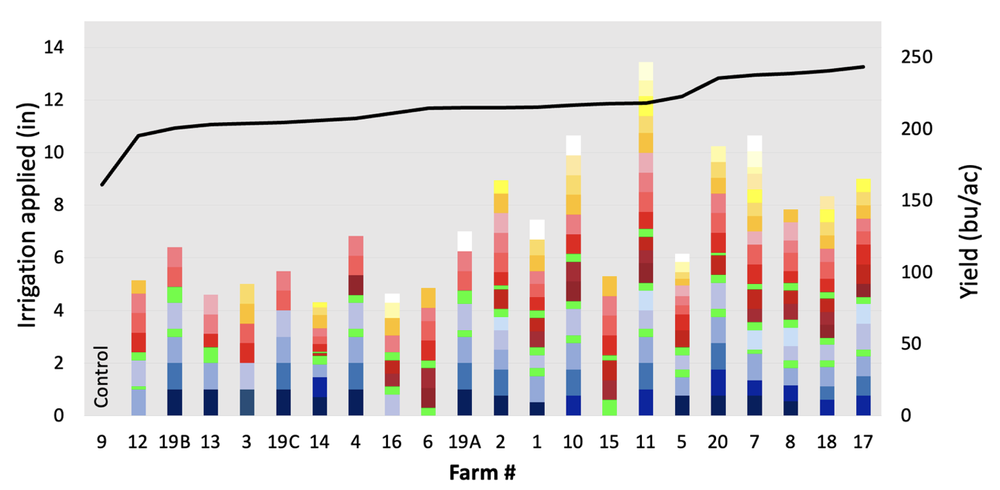 Irrigation applied (in)
14
12
10
8
6
4
2
0
Control
250
200
150
100
50
0
Yield (bu/ac)
9 12 19B 13 3 19C 14 4 16 6 19A 2 1 10 15 11 5 20 7 8 18 17
Farm #